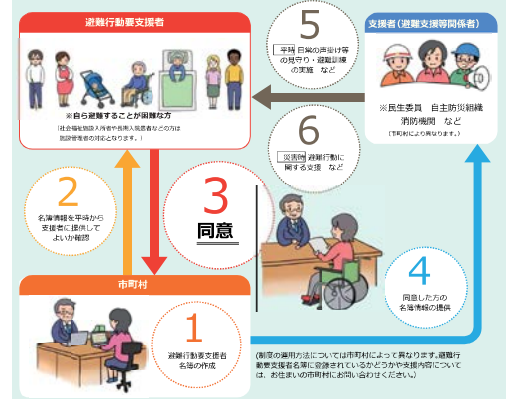 避難行動要支援者
※自ら避難することが困難な方
(社会福祉施設入所者や長期入院患者などの方は
施設管理者の対応となります。)
5
平時 日常の声掛け等
の見守り・避難訓練
の実施 など
支援者(避難支援等関係者)
※民生委員 自主防災組織
消防機関 など
(市町村により異なります。)
6
災害時 避難行動に
関する支援 など
2
名簿情報を平時から
支援者に提供して
よいか確認
3
同意
4
同意した方の
名簿情報の提供
市町村
1
避難行動要支援者
名簿の作成
(制度の運用方法については市町村によって異なります。避難行
動要支援者名簿に登録されているかどうかや支援内容について
は、お住まいの市町村にお問い合わせください。)